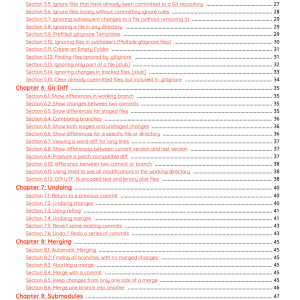 Section 5.5: Ignore files that have already been committed to a Git repository 27
Section 5.6: Ignore files locally without committing ignore rules 28
Section 5.7: Ignoring subsequent changes to a file (without removing it) 29
Section 5.8: Ignoring a file in any directory 29
Section 5.9: Prefilled .gitignore Templates 29
Section 5.10: Ignoring files in subfolders (Multiple gitignore files) 30
Section 5.11: Create an Empty Folder 31
Section 5.12: Finding files ignored by .gitignore 31
Section 5.13: Ignoring only part of a file [stub] 32
Section 5.14: Ignoring changes in tracked files. [stub] 33
Section 5.15: Clear already committed files, but included in .gitignore 33
Chapter 6: Git Diff 35
Section 6.1: Show differences in working branch 35
Section 6.2: Show changes between two commits 35
Section 6.3: Show differences for staged files 35
Section 6.4: Comparing branches 36
Section 6.5: Show both staged and unstaged changes 36
Section 6.6: Show differences for a specific file or directory 36
Section 6.7: Viewing a word-diff for long lines 37
Section 6.8: Show differences between current version and last version 37
Section 6.9: Produce a patch-compatible diff 37
Section 6.10: difference between two commit or branch 38
Section 6.11: Using meld to see all modifications in the working directory 38
Section 6.12: Diff UTF-16 encoded text and binary plist files 38
Chapter 7: Undoing 40
Section 7.1: Return to a previous commit 40
Section 7.2: Undoing changes 40
Section 7.3: Using reflog 41
Section 7.4: Undoing merges 41
Section 7.5: Revert some existing commits 43
Section 7.6: Undo / Redo a series of commits 43
Chapter 8: Merging 45
Section 8.1: Automatic Merging 45
Section 8.2: Finding all branches with no merged changes 45
Section 8.3: Aborting a merge 45
Section 8.4: Merge with a commit 45
Section 8.5: Keep changes from only one side of a merge 45
Section 8.6: Merge one branch into another 46
Chapter 9: Submodules 47